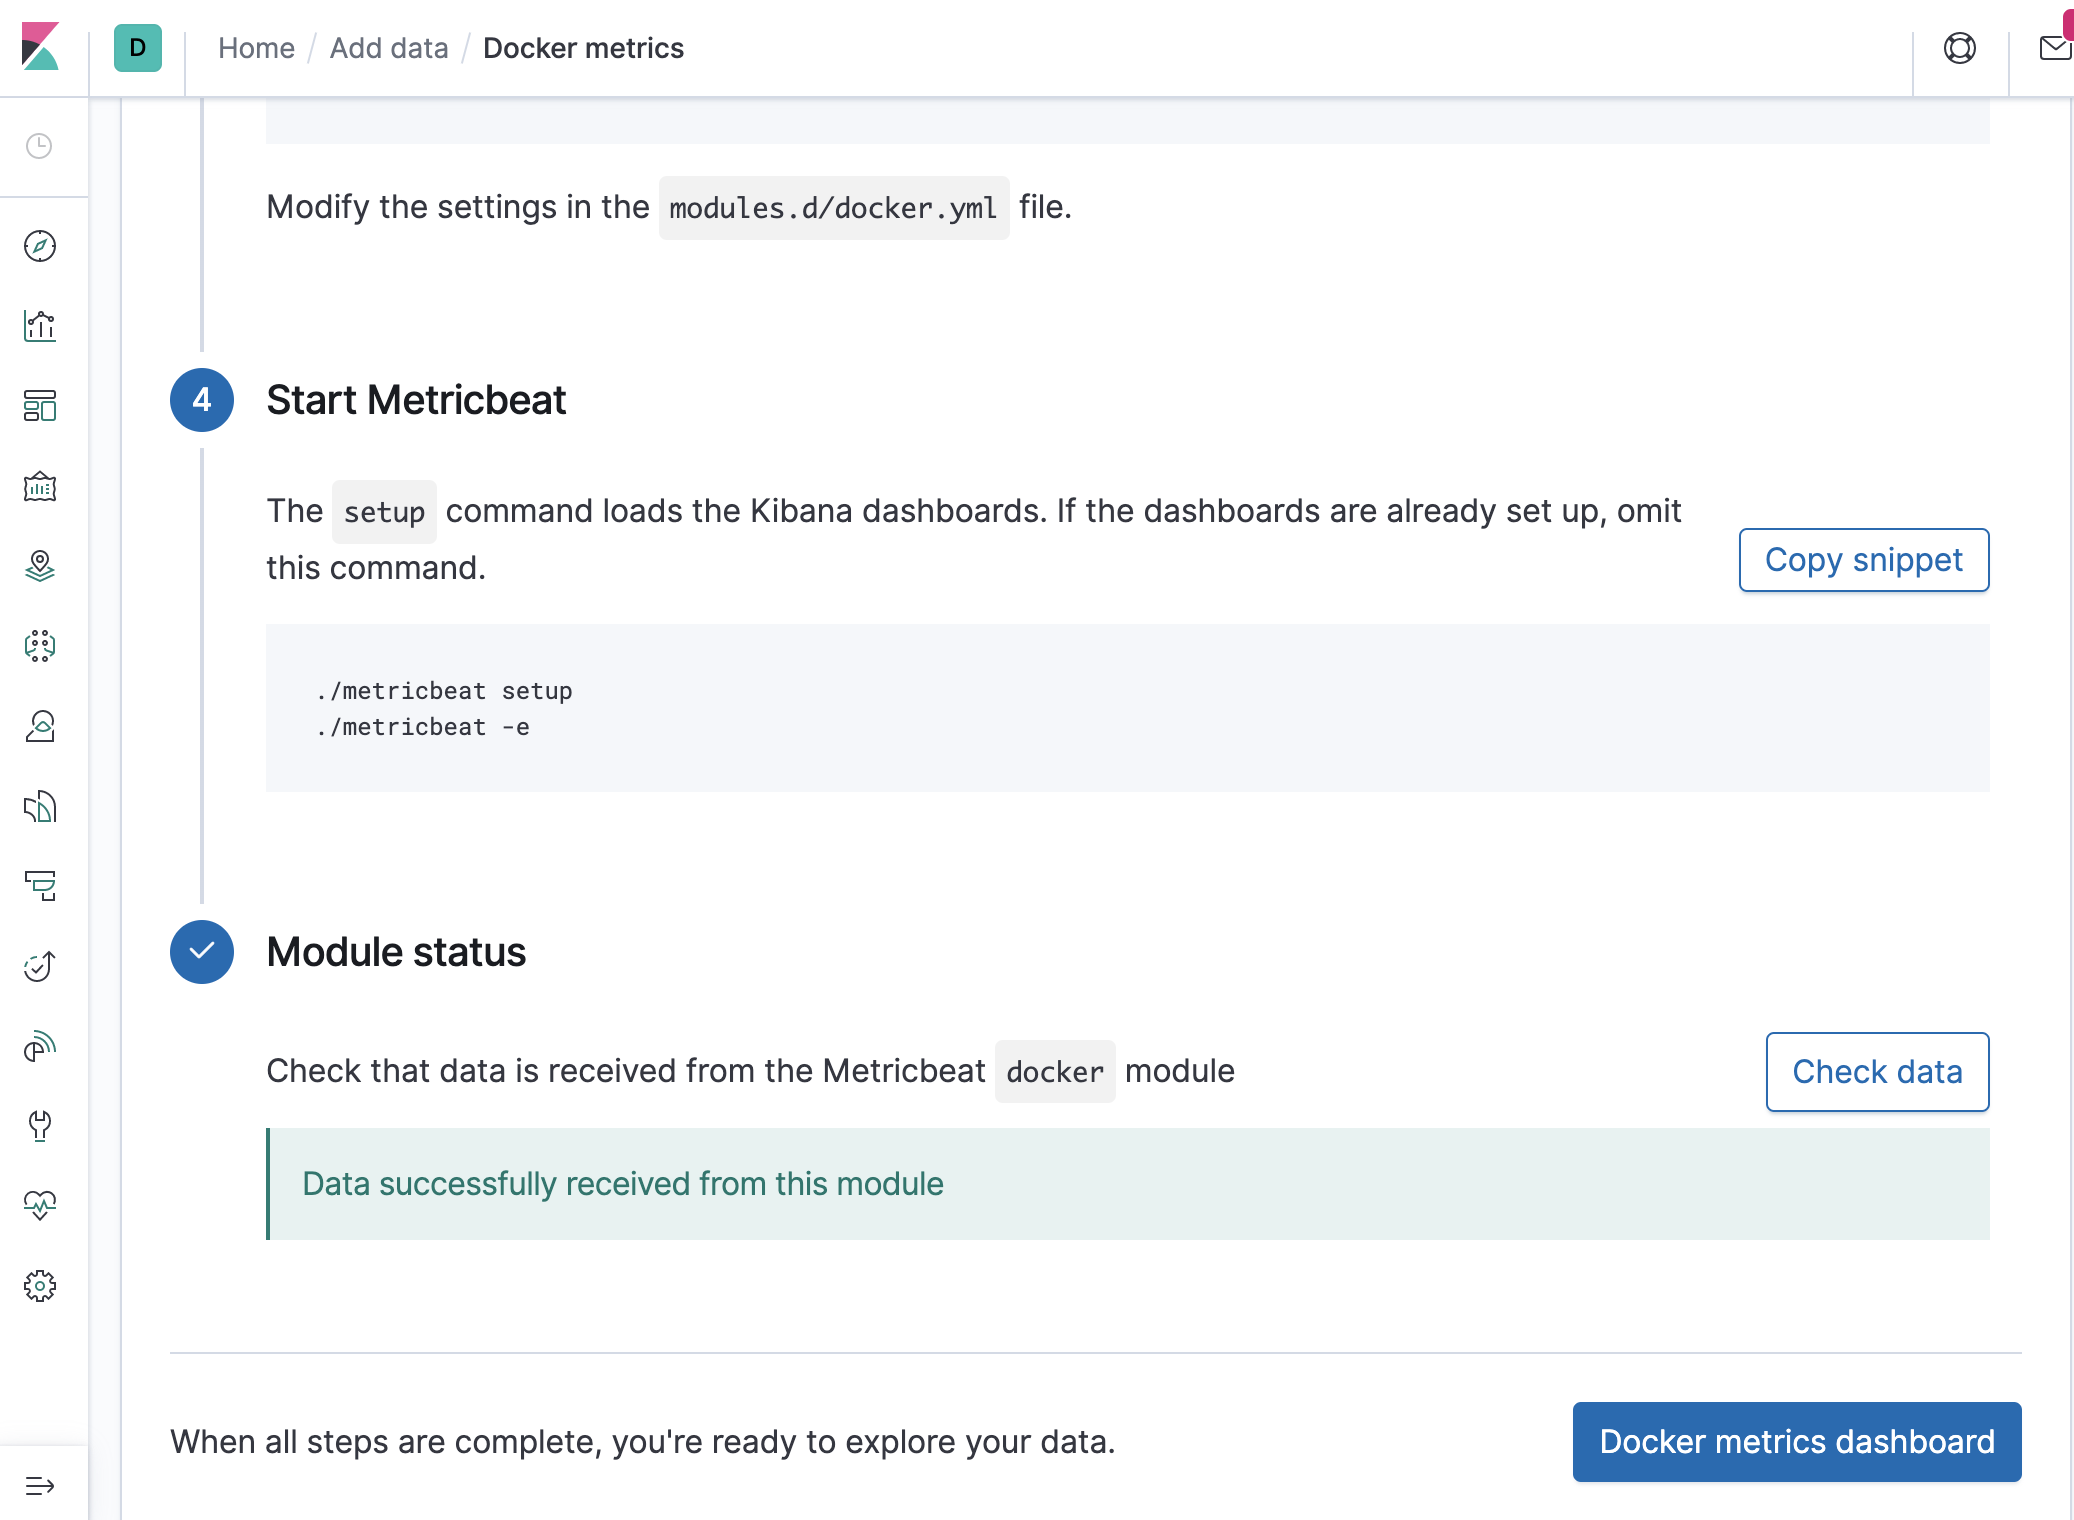 D
Home / Add data / Docker metrics
Modify the settings in the modules.d/docker.yml file.
4
Start Metricbeat
The setup command loads the Kibana dashboards. If the dashboards are already set up, omit
this command.
Copy snippet
./metricbeat setup
./metricbeat -e
Module status
Check that data is received from the Metricbeat docker module
Check data
Data successfully received from this module
When all steps are complete, you're ready to explore your data.
Docker metrics dashboard